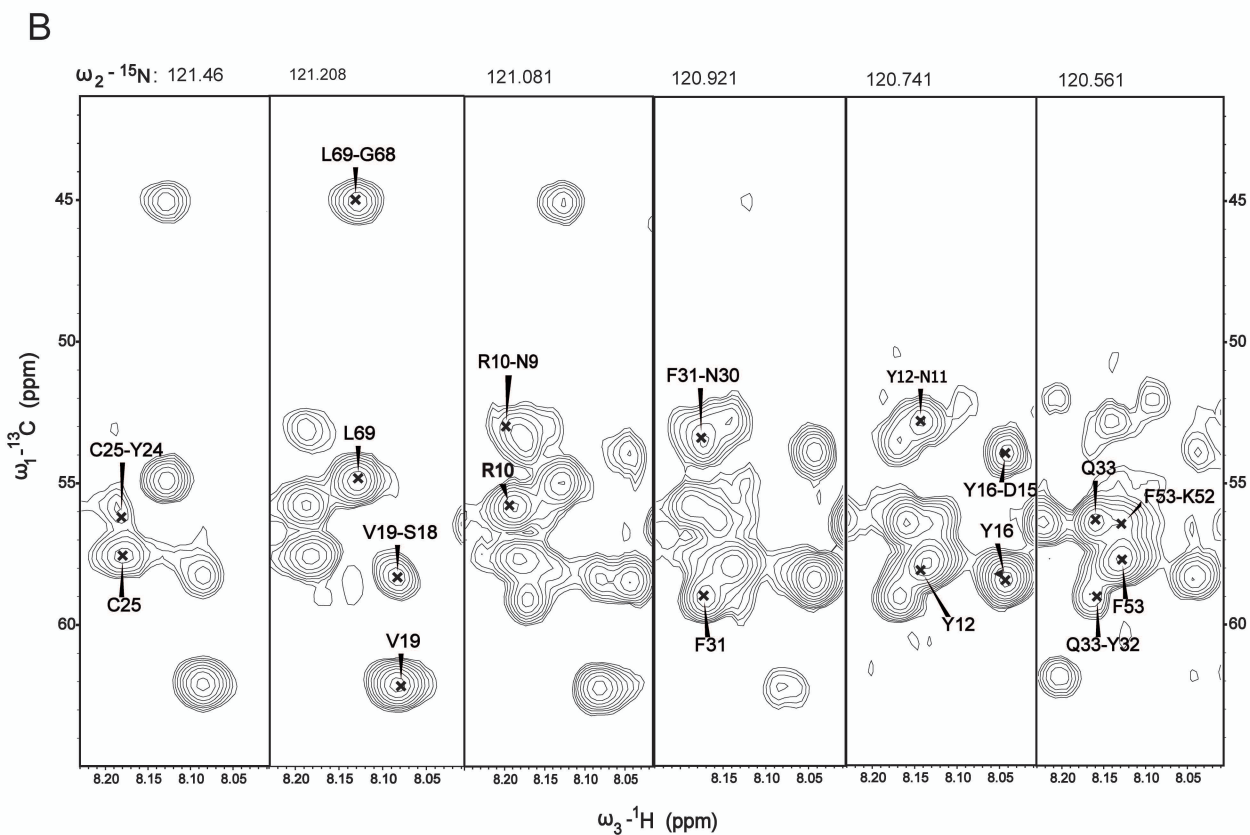 B
ω2 - 15N: 121.46 121.208 121.081 120.921 120.741 120.561
L69-G68
45 45
50 50
R10-N9 F31-N30 Y12-N11
C25-Y24 L69 R10 Y16-D15 Q33 F53-K52
55 55
V19-S18 Y16
C25 F31 Y12 F53
60 60
V19 Q33-Y32
8.20 8.15 8.10 8.05 8.20 8.15 8.10 8.05 8.20 8.15 8.10 8.05 8.15 8.10 8.05 8.20 8.15 8.10 8.05 8.20 8.15 8.10 8.05
ω1-13C (ppm)
ω3 -1H (ppm)